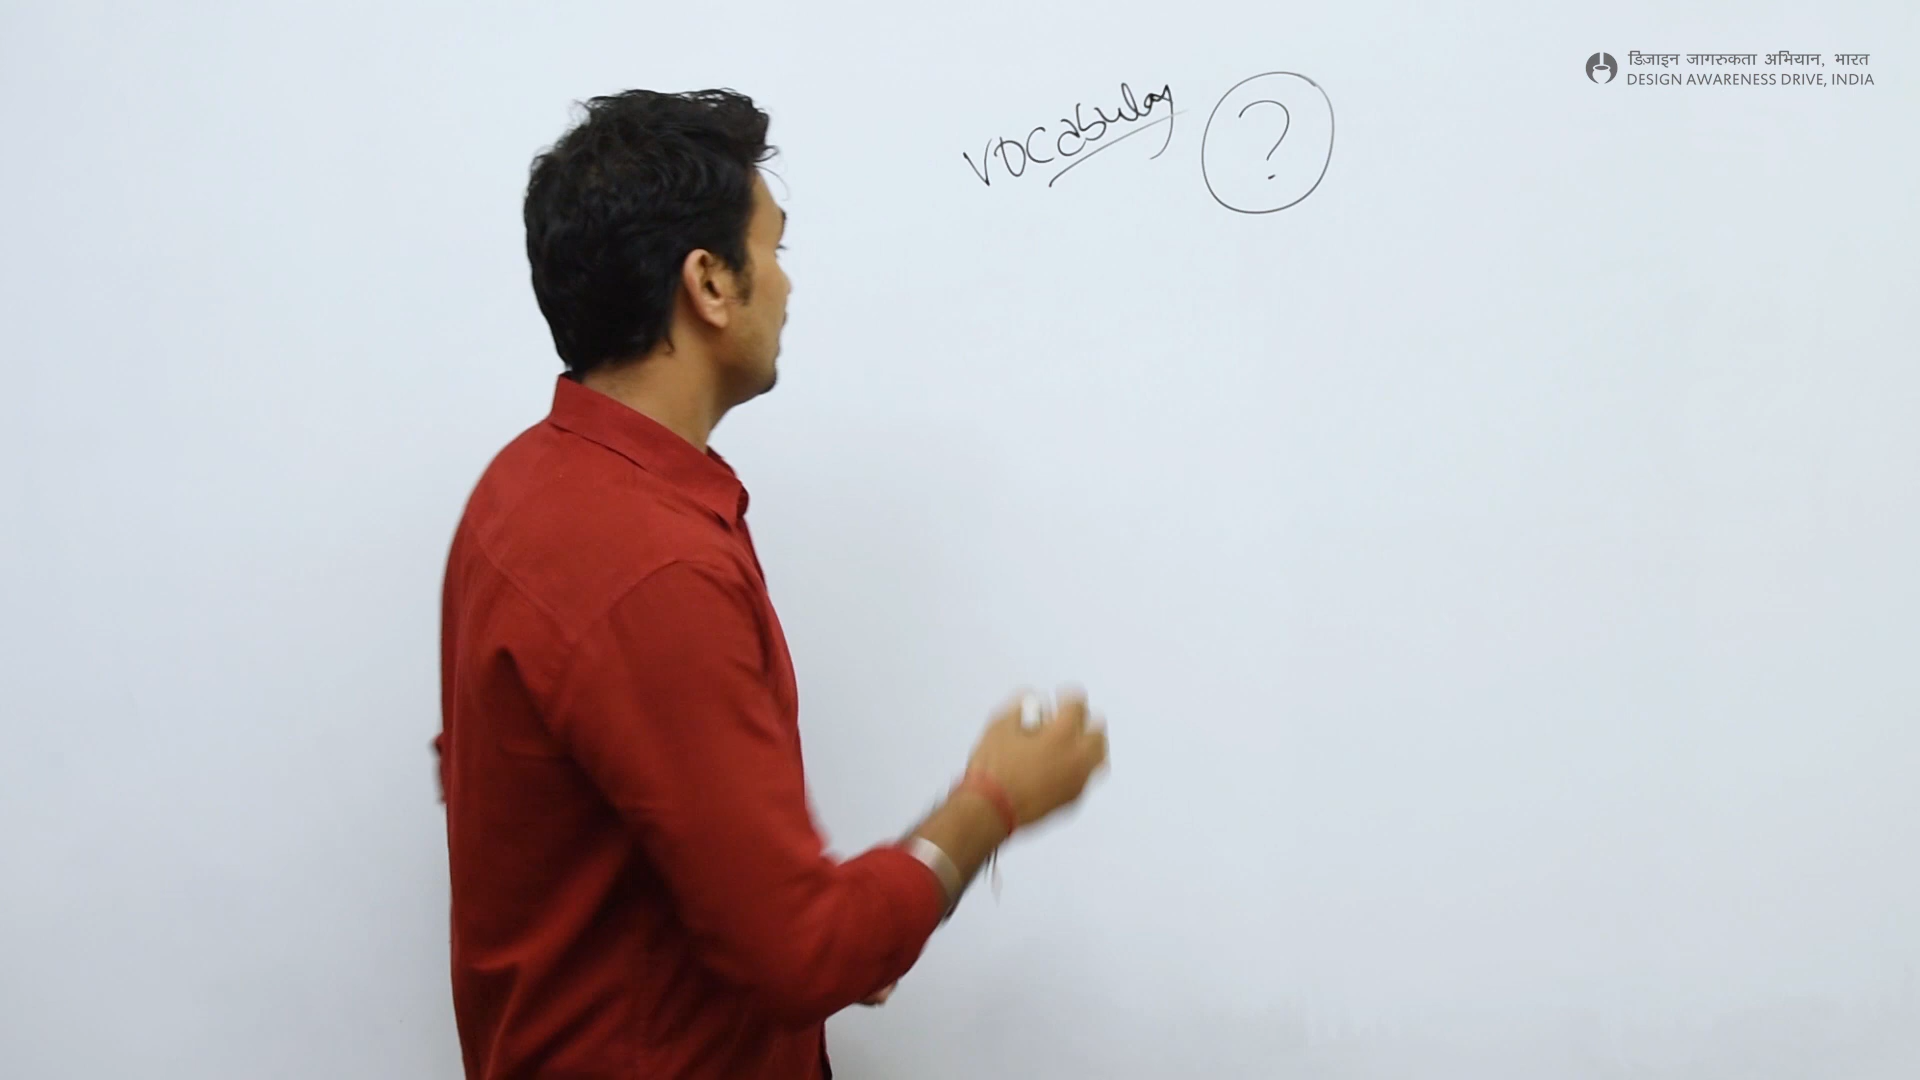 डिज़ाइन जागरुकता अभियान, भारत
DESIGN AWARENESS DRIVE, INDIA
vocabulary ?